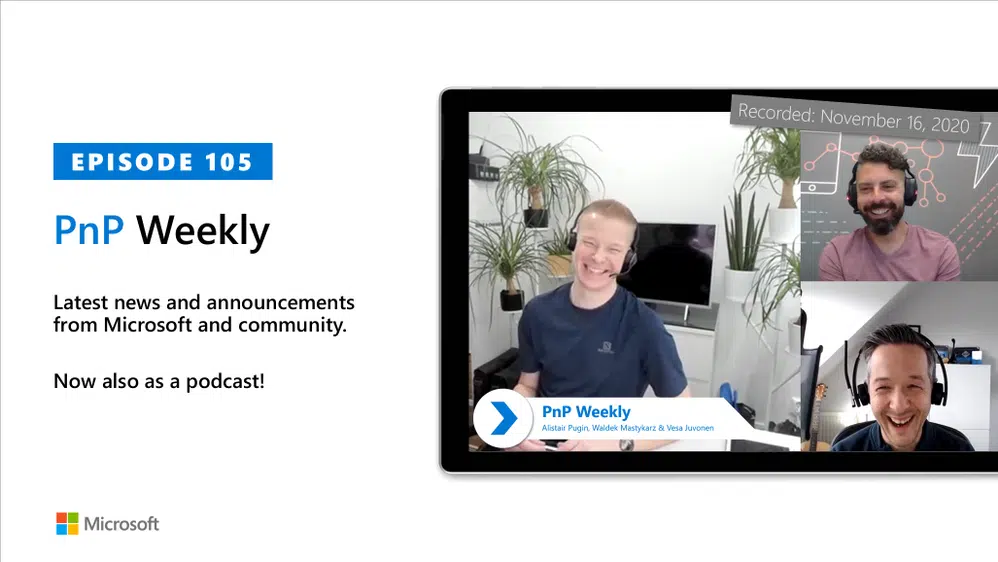 EPISODE 105
PnP Weekly
Latest news and announcements
from Microsoft and community.
Now also as a podcast!
Microsoft
Recorded: November 16, 2020
PnP Weekly
Alistair Pugin, Waldek Mastykarz & Vesa Juvonen